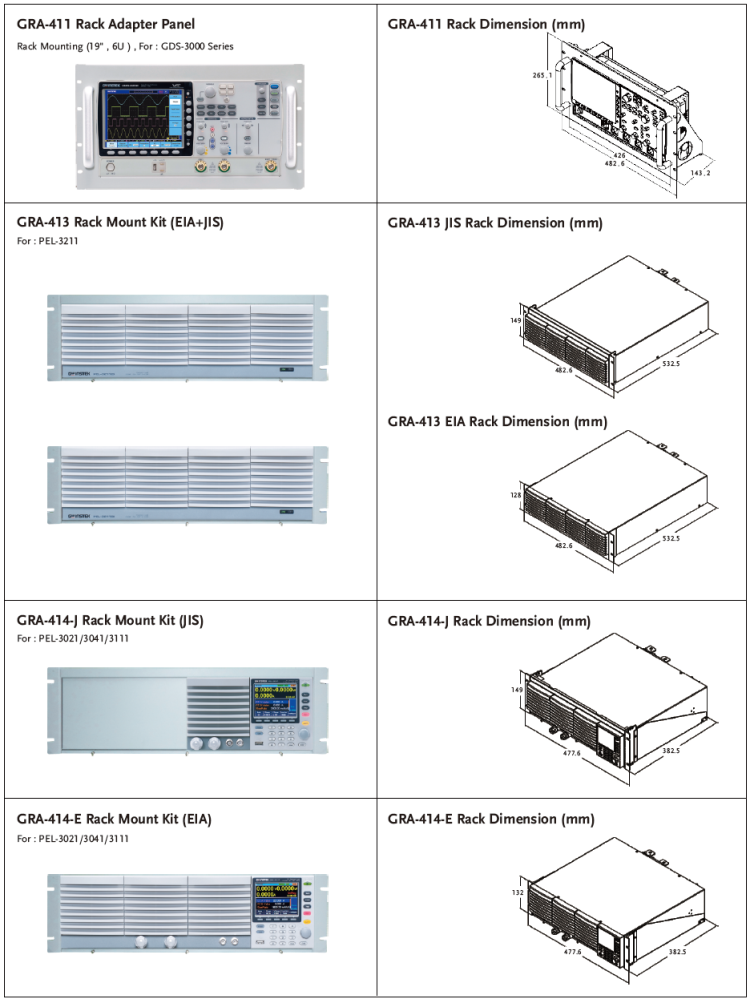 GRA-411 Rack Adapter Panel
Rack Mounting (19" , 6U ) , For : GDS-3000 Series
GRA-411 Rack Dimension (mm)
265.1
426
482.6
143.2
GRA-413 Rack Mount Kit (EIA+JIS)
For : PEL-3211
GRA-413 JIS Rack Dimension (mm)
149
482.6
532.5
GRA-413 EIA Rack Dimension (mm)
128
482.6
532.5
GRA-414-J Rack Mount Kit (JIS)
For : PEL-3021/3041/3111
GRA-414-J Rack Dimension (mm)
149
477.6
382.5
GRA-414-E Rack Mount Kit (EIA)
For : PEL-3021/3041/3111
GRA-414-E Rack Dimension (mm)
132
477.6
382.5